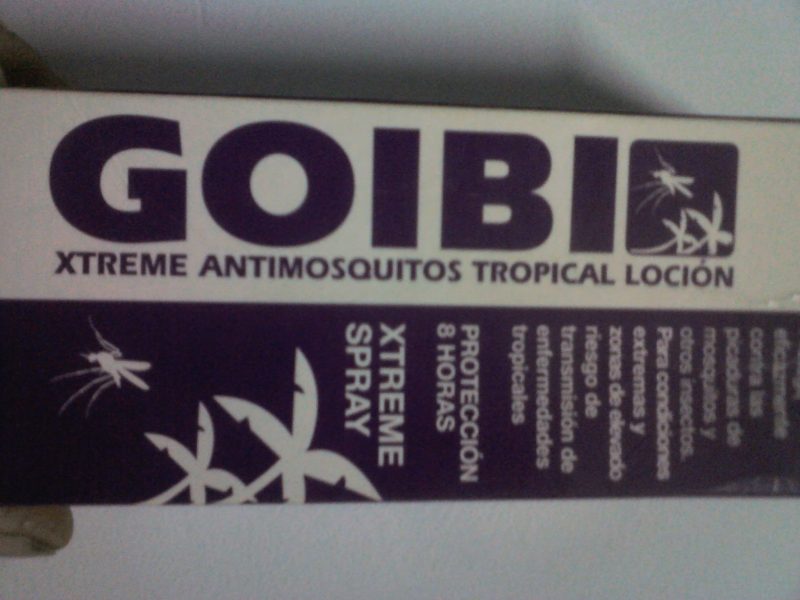 GOIBI
XTREME ANTIMOSQUITOS TROPICAL LOCIÓN
eficazmente
contra las
picaduras de
mosquitos y
otros insectos.
Para condiciones
extremas y
zonas de elevado
riesgo de
transmisión de
enfermedades
tropicales
PROTECCIÓN
8 HORAS
XTREME
SPRAY